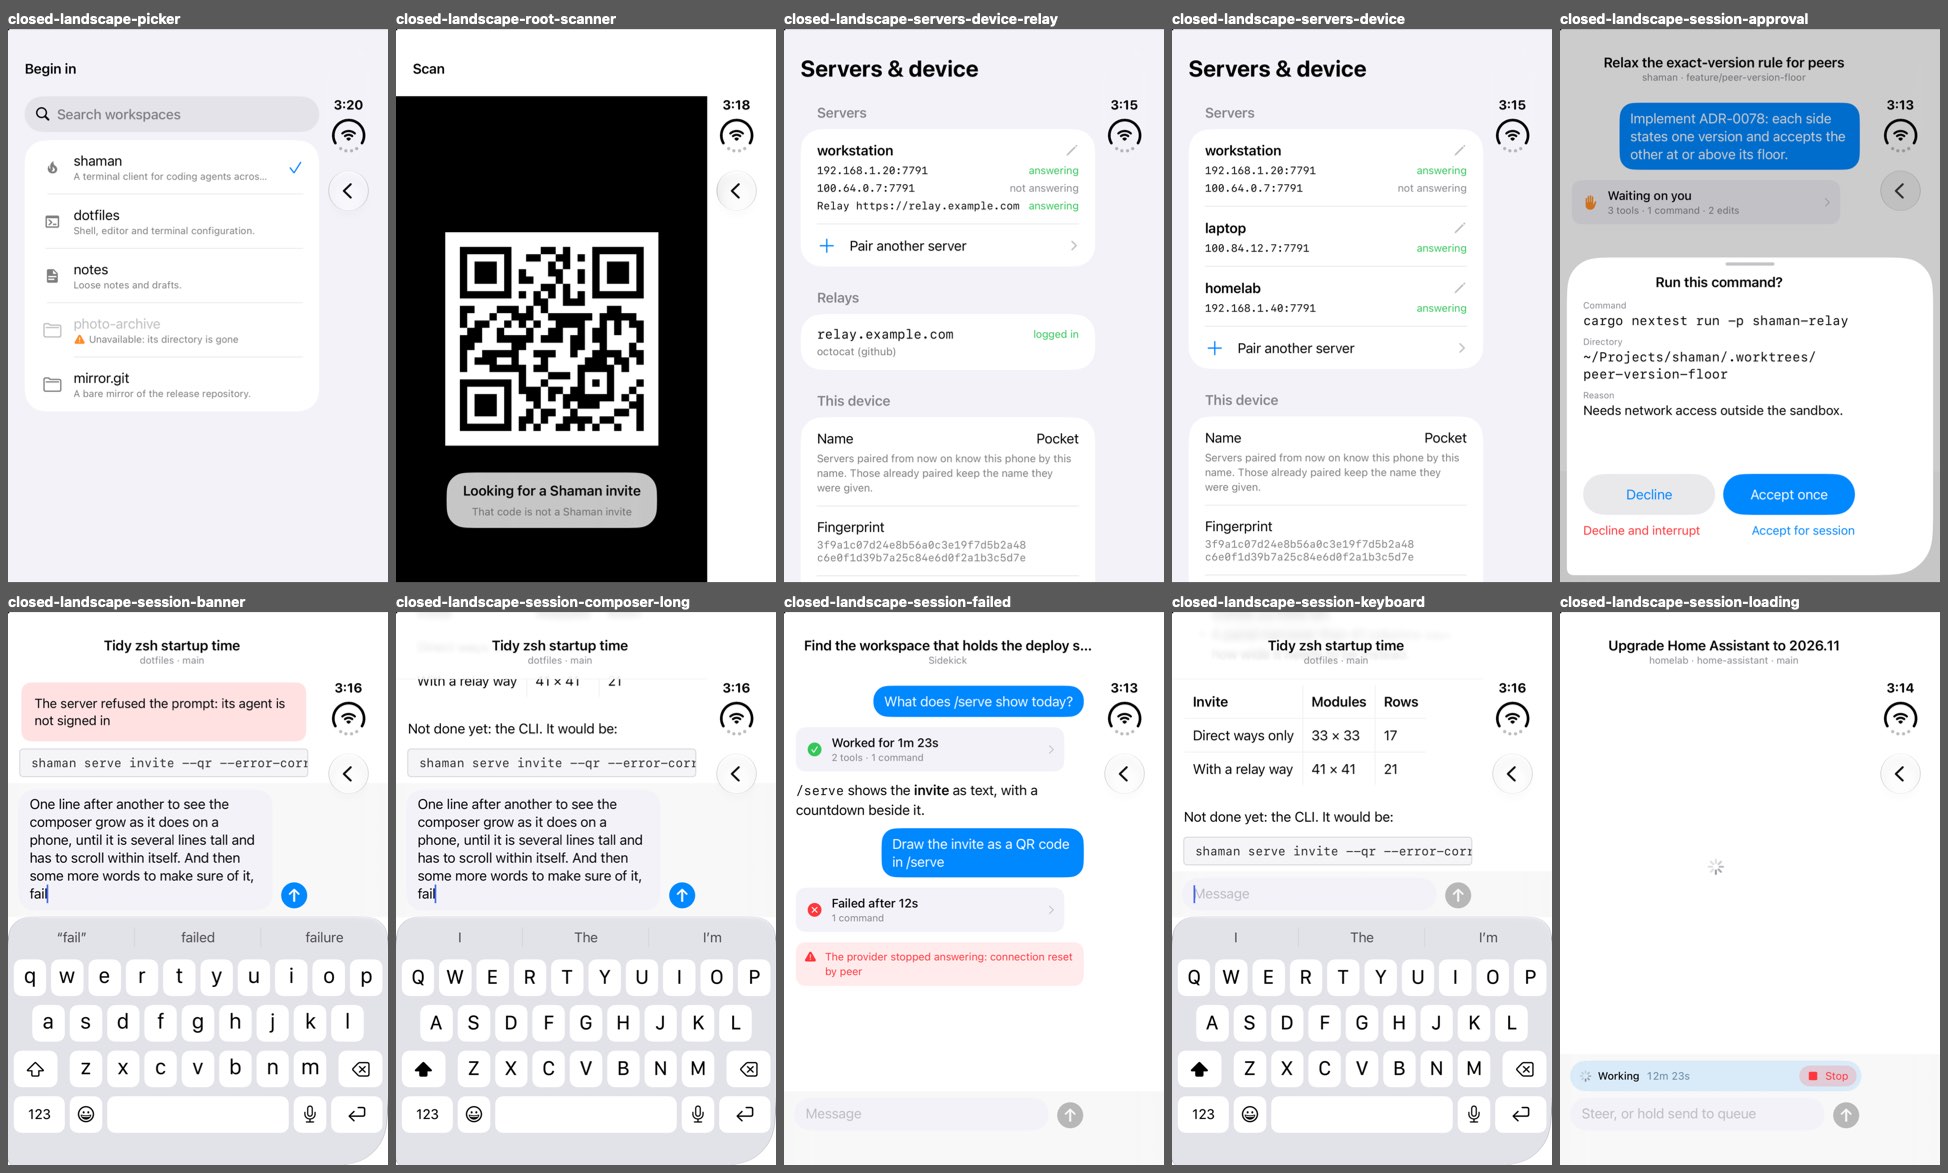 closed-landscape-picker
Begin in
Search workspaces
shaman
A terminal client for coding agents acros...
dotfiles
Shell, editor and terminal configuration.
notes
Loose notes and drafts.
photo-archive
Unavailable: its directory is gone
mirror.git
A bare mirror of the release repository.
3:20
closed-landscape-root-scanner
Scan
3:18
Looking for a Shaman invite
That code is not a Shaman invite
closed-landscape-servers-device-relay
Servers & device
Servers
3:15
workstation
192.168.1.20:7791 answering
100.64.0.7:7791 not answering
Relay https://relay.example.com answering
Pair another server
Relays
relay.example.com logged in
octocat (github)
This device
Name Pocket
Servers paired from now on know this phone by this
name. Those already paired keep the name they
were given.
Fingerprint
3f9a1c07d24e8b56a0c3e19f7d5b2a48
c6e0f1d39b7a25c84e6d0f2a1b3c5d7e
closed-landscape-servers-device
Servers & device
Servers
3:15
workstation
192.168.1.20:7791 answering
100.64.0.7:7791 not answering
laptop
100.84.12.7:7791 answering
homelab
192.168.1.40:7791 answering
Pair another server
This device
Name Pocket
Servers paired from now on know this phone by this
name. Those already paired keep the name they
were given.
Fingerprint
3f9a1c07d24e8b56a0c3e19f7d5b2a48
c6e0f1d39b7a25c84e6d0f2a1b3c5d7e
closed-landscape-session-approval
Relax the exact-version rule for peers
shaman · feature/peer-version-floor
3:13
Implement ADR-0078: each side
states one version and accepts the
other at or above its floor.
Waiting on you
3 tools · 1 command · 2 edits
Run this command?
Command
cargo nextest run -p shaman-relay
Directory
~/Projects/shaman/.worktrees/
peer-version-floor
Reason
Needs network access outside the sandbox.
Decline Accept once
Decline and interrupt Accept for session
closed-landscape-session-banner
Tidy zsh startup time
dotfiles · main
3:16
The server refused the prompt: its agent is
not signed in
shaman serve invite --qr --error-corr
One line after another to see the
composer grow as it does on a
phone, until it is several lines tall and
has to scroll within itself. And then
some more words to make sure of it,
fail
“fail” failed failure
q w e r t y u i o p
a s d f g h j k l
z x c v b n m
123
closed-landscape-session-composer-long
Tidy zsh startup time
dotfiles · main
3:16
With a relay way 41 × 41 21
Not done yet: the CLI. It would be:
shaman serve invite --qr --error-corr
One line after another to see the
composer grow as it does on a
phone, until it is several lines tall and
has to scroll within itself. And then
some more words to make sure of it,
fail
I The I’m
Q W E R T Y U I O P
A S D F G H J K L
Z X C V B N M
123
closed-landscape-session-failed
Find the workspace that holds the deploy s...
Sidekick
3:13
What does /serve show today?
Worked for 1m 23s
2 tools · 1 command
/serve shows the invite as text, with a
countdown beside it.
Draw the invite as a QR code
in /serve
Failed after 12s
1 command
The provider stopped answering: connection reset
by peer
Message
closed-landscape-session-keyboard
Tidy zsh startup time
dotfiles · main
3:16
Invite Modules Rows
Direct ways only 33 × 33 17
With a relay way 41 × 41 21
Not done yet: the CLI. It would be:
shaman serve invite --qr --error-corr
Message
I The I’m
Q W E R T Y U I O P
A S D F G H J K L
Z X C V B N M
123
closed-landscape-session-loading
Upgrade Home Assistant to 2026.11
homelab · home-assistant · main
3:14
Working 12m 23s Stop
Steer, or hold send to queue